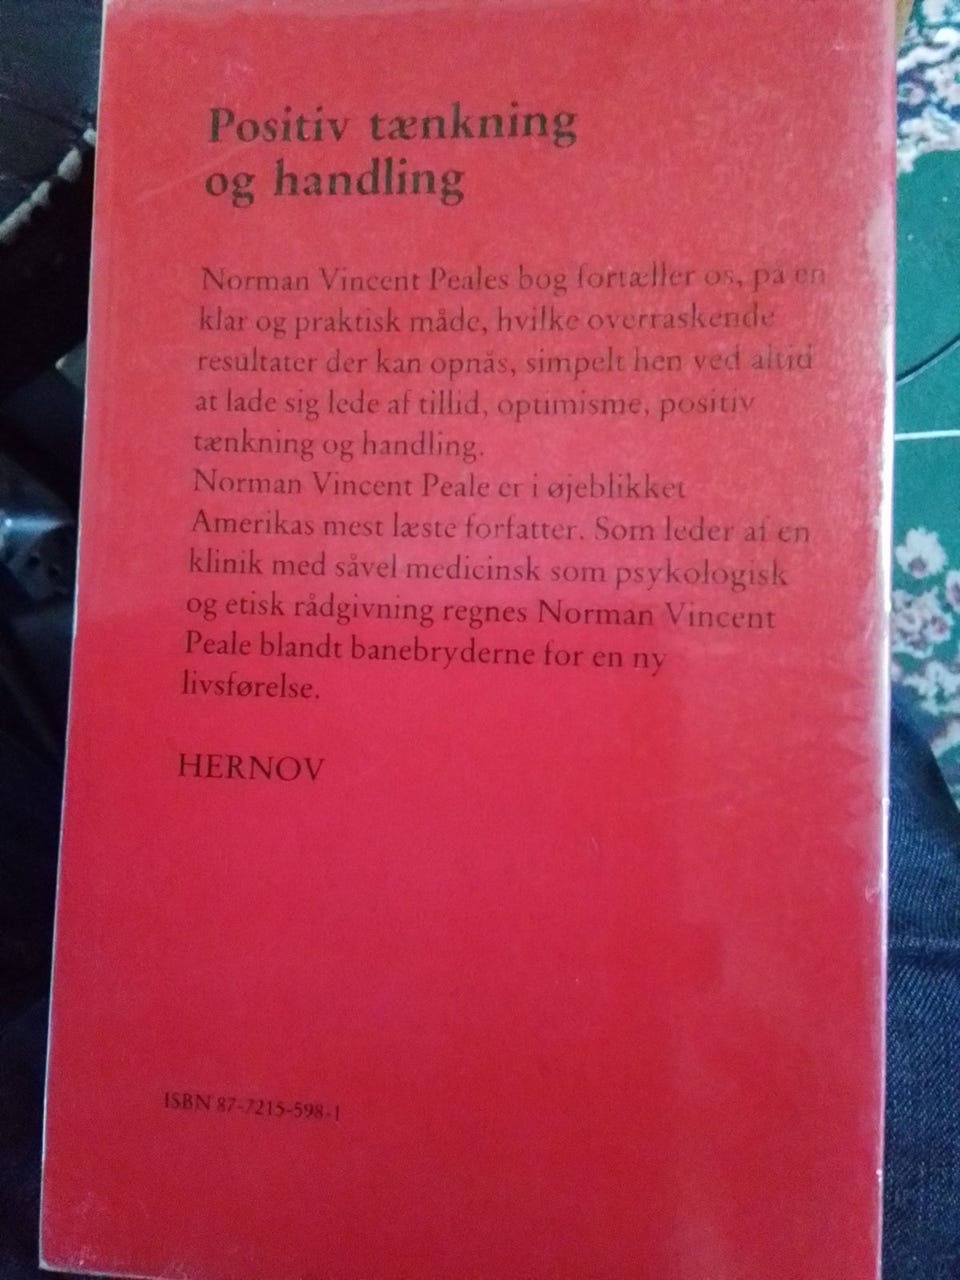 Positiv tænkning
og handling
Norman Vincent Peales bog fortæller os, på en
klar og praktisk måde, hvilke overraskende
resultater der kan opnås, simpelt hen ved altid
at lade sig lede af tillid, optimisme, positiv
tænkning og handling.
Norman Vincent Peale er i øjeblikket
Amerikas mest læste forfatter. Som leder af en
klinik med såvel medicinsk som psykologisk
og etisk rådgivning regnes Norman Vincent
Peale blandt banebryderne for en ny
livsførelse.
HERNOV
ISBN 87-7215-598-1